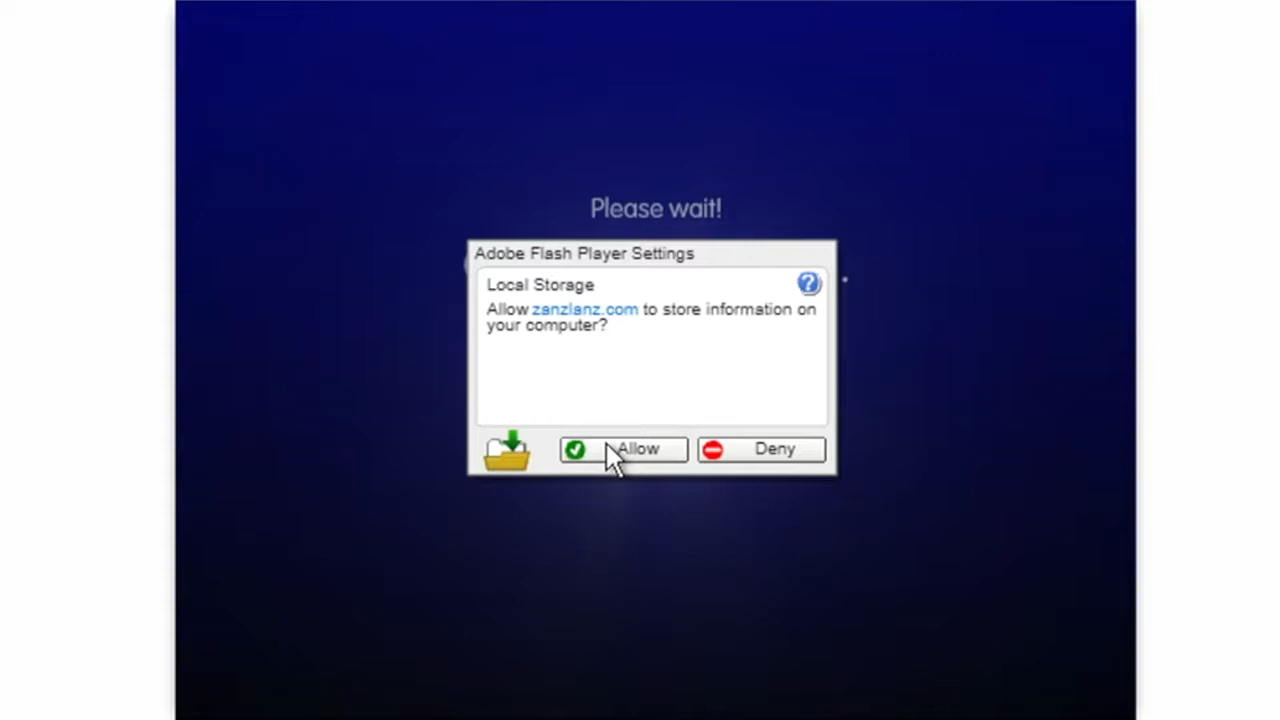 Please wait!
Adobe Flash Player Settings
Local Storage
Allow zanzlanz.com to store information on
your computer?
Allow
Deny